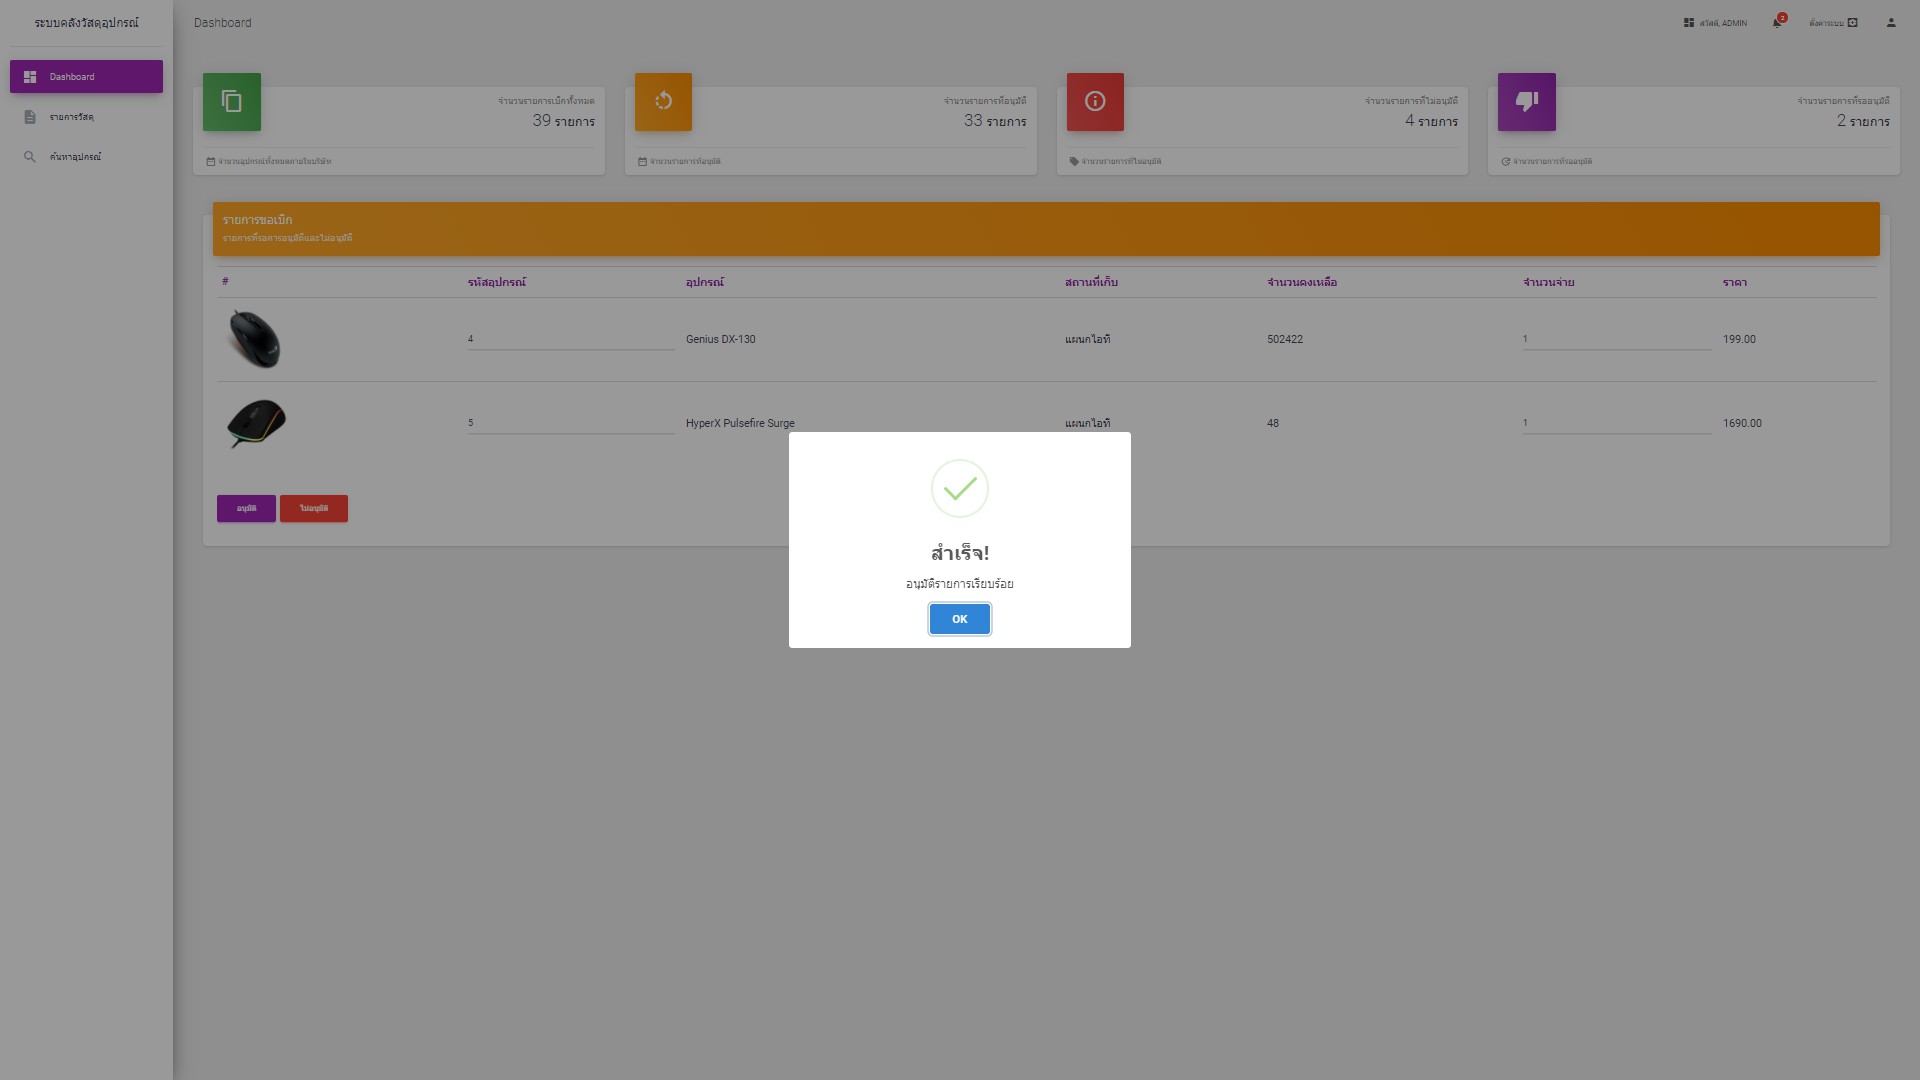 ระบบคลังวัสดุอุปกรณ์
Dashboard
รายการวัสดุ
ค้นหาอุปกรณ์
Dashboard
สวัสดี, ADMIN
2
ตั้งค่าระบบ
จำนวนรายการเบิกทั้งหมด
39 รายการ
จำนวนอุปกรณ์ทั้งหมดภายในบริษัท
จำนวนรายการที่อนุมัติ
33 รายการ
จำนวนรายการที่อนุมัติ
จำนวนรายการที่ไม่อนุมัติ
4 รายการ
จำนวนรายการที่ไม่อนุมัติ
จำนวนรายการที่รออนุมัติ
2 รายการ
จำนวนรายการที่รออนุมัติ
รายการขอเบิก
รายการที่รอการอนุมัติและไม่อนุมัติ
# รหัสอุปกรณ์ อุปกรณ์ สถานที่เก็บ จำนวนคงเหลือ จำนวนจ่าย ราคา
4 Genius DX-130 แผนกไอที 502422 1 199.00
5 HyperX Pulsefire Surge แผนกไอที 48 1 1690.00
อนุมัติ ไม่อนุมัติ
สำเร็จ!
อนุมัติรายการเรียบร้อย
OK